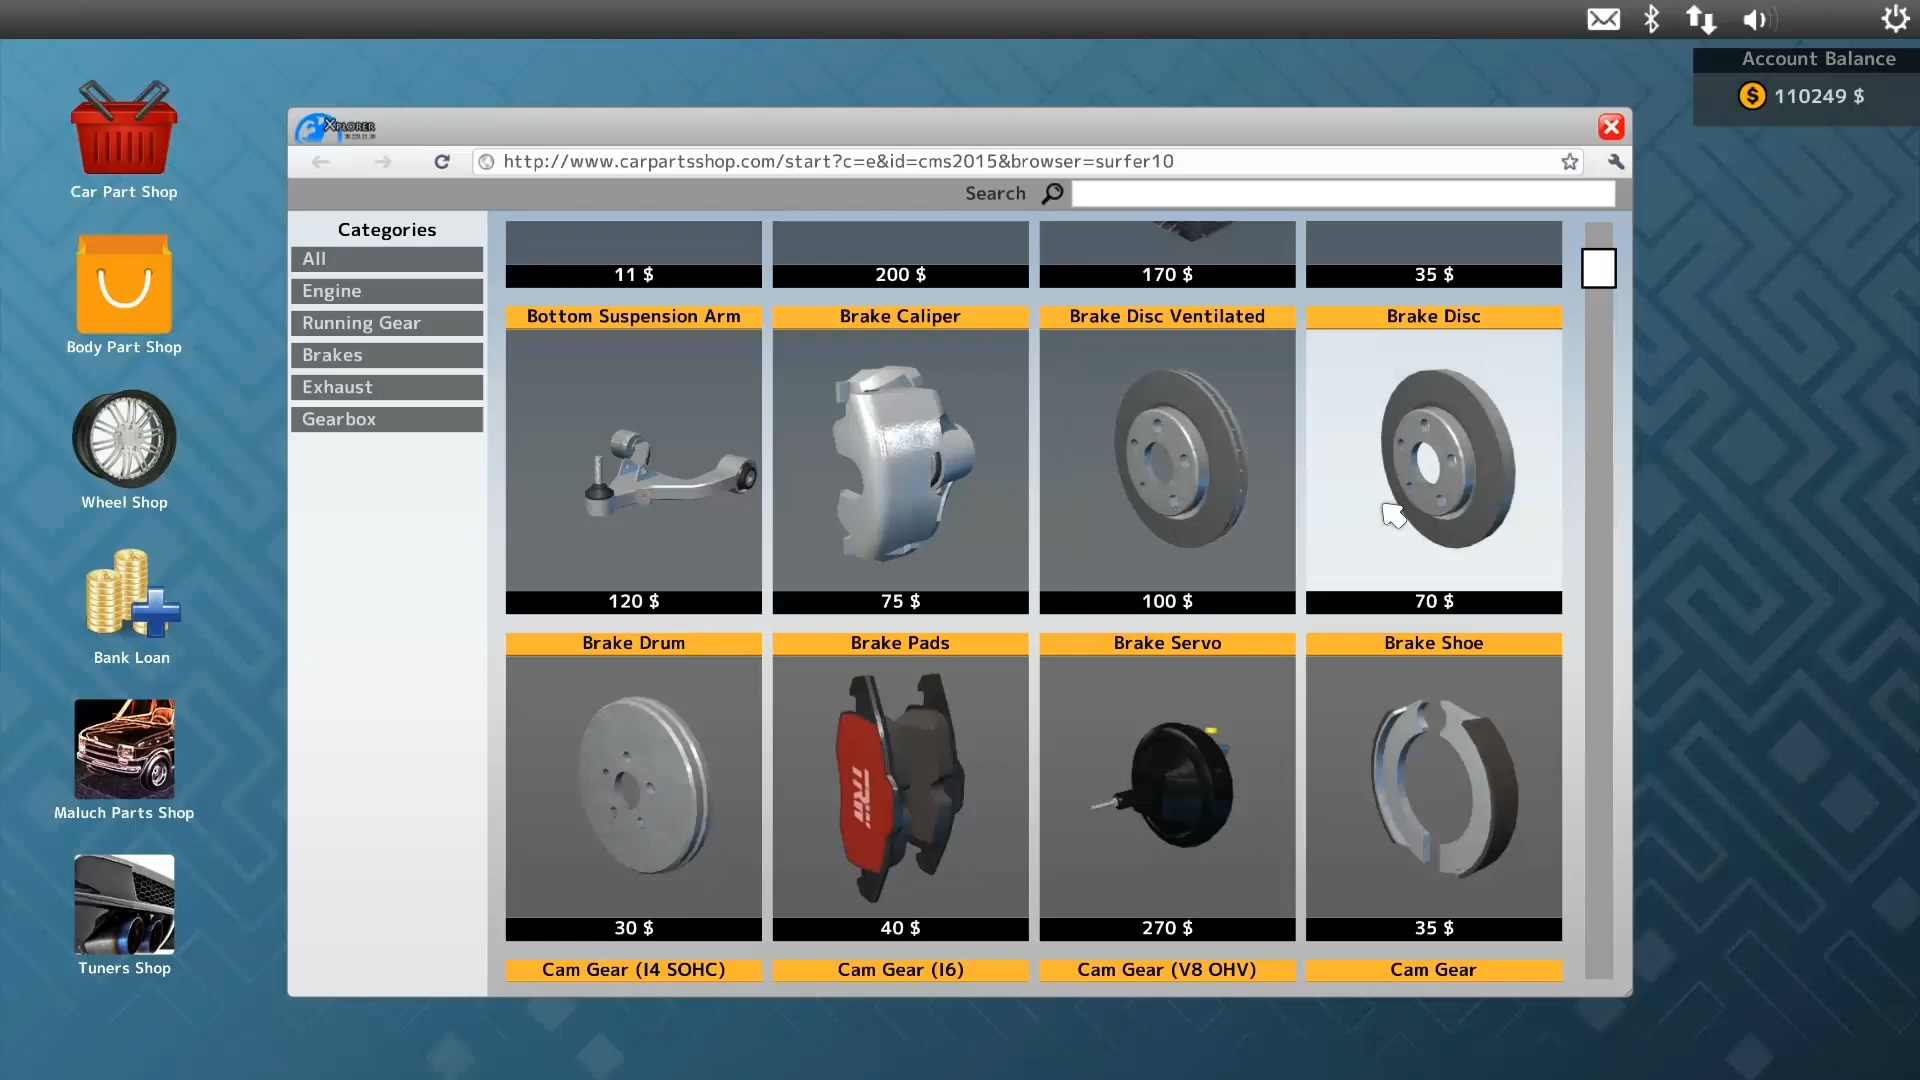 Account Balance
110249 $
XPLORER
http://www.carpartsshop.com/start?c=e&id=cms2015&browser=surfer10
Search
Categories
All
Engine
Running Gear
Brakes
Exhaust
Gearbox
11 $
200 $
170 $
35 $
Bottom Suspension Arm
Brake Caliper
Brake Disc Ventilated
Brake Disc
120 $
75 $
100 $
70 $
Brake Drum
Brake Pads
Brake Servo
Brake Shoe
TRW
30 $
40 $
270 $
35 $
Cam Gear (I4 SOHC)
Cam Gear (I6)
Cam Gear (V8 OHV)
Cam Gear
Car Part Shop
Body Part Shop
Wheel Shop
Bank Loan
Maluch Parts Shop
Tuners Shop